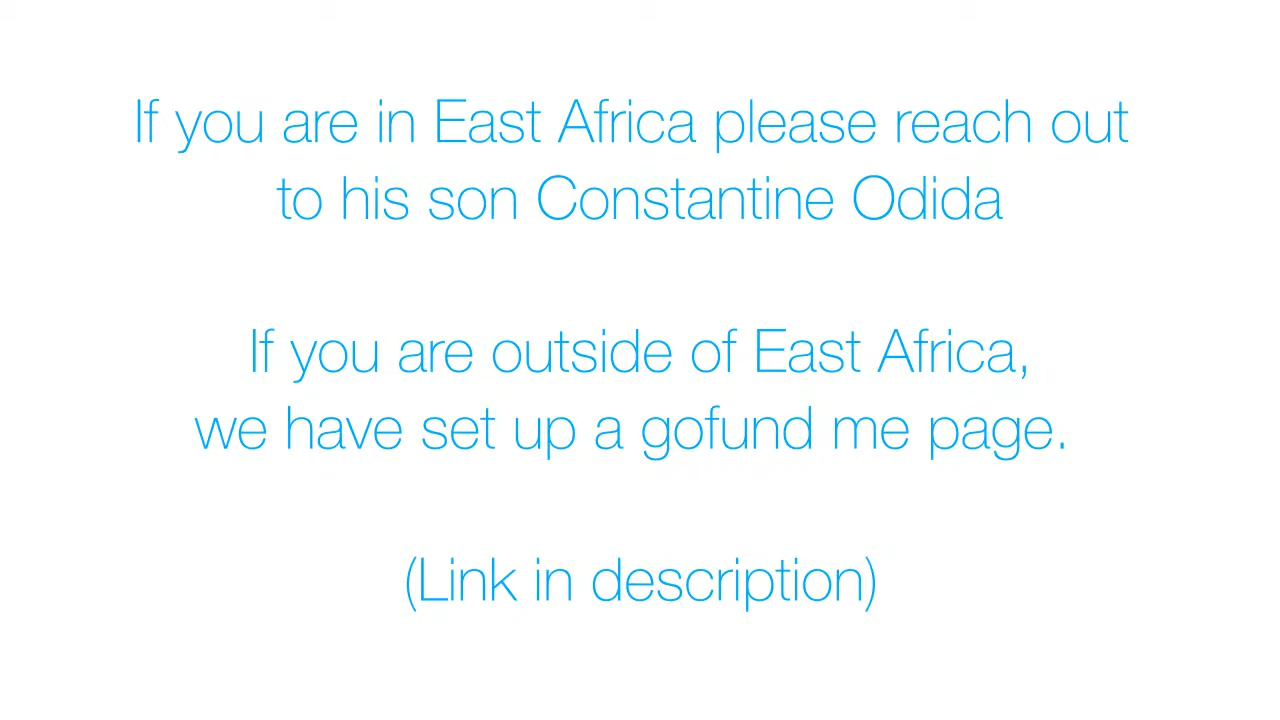 If you are in East Africa please reach out
to his son Constantine Odida
If you are outside of East Africa,
we have set up a gofund me page.
(Link in description)